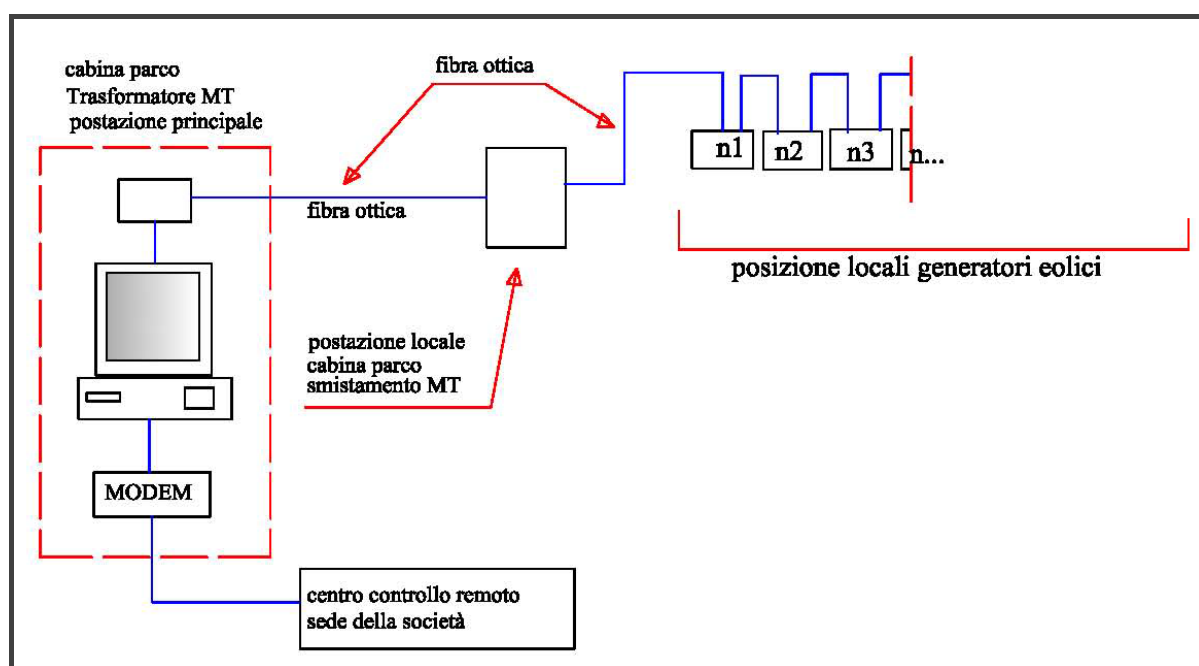 cabina parco
Trasformatore MT
postazione principale
fibra ottica
fibra ottica
n1
n2
n3
n...
posizione locali generatori eolici
postazione locale
cabina parco
smistamento MT
MODEM
centro controllo remoto
sede della società